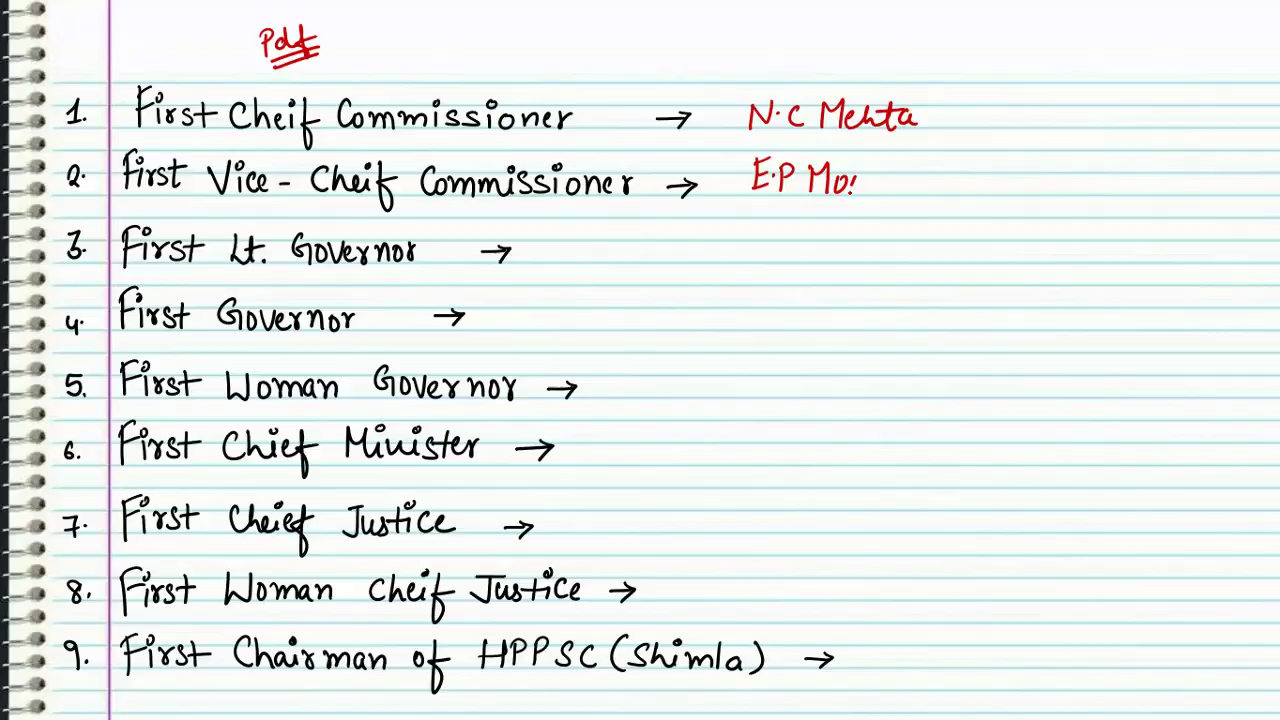 Pdf
1. First Cheif Commissioner → N.C Mehta
2. First Vice - Cheif Commissioner → E.P Mo
3. First Lt. Governor →
4. First Governor →
5. First Woman Governor →
6. First Chief Minister →
7. First Cheief Justice →
8. First Woman Cheif Justice →
9. First Chairman of HPPSC (Shimla) →